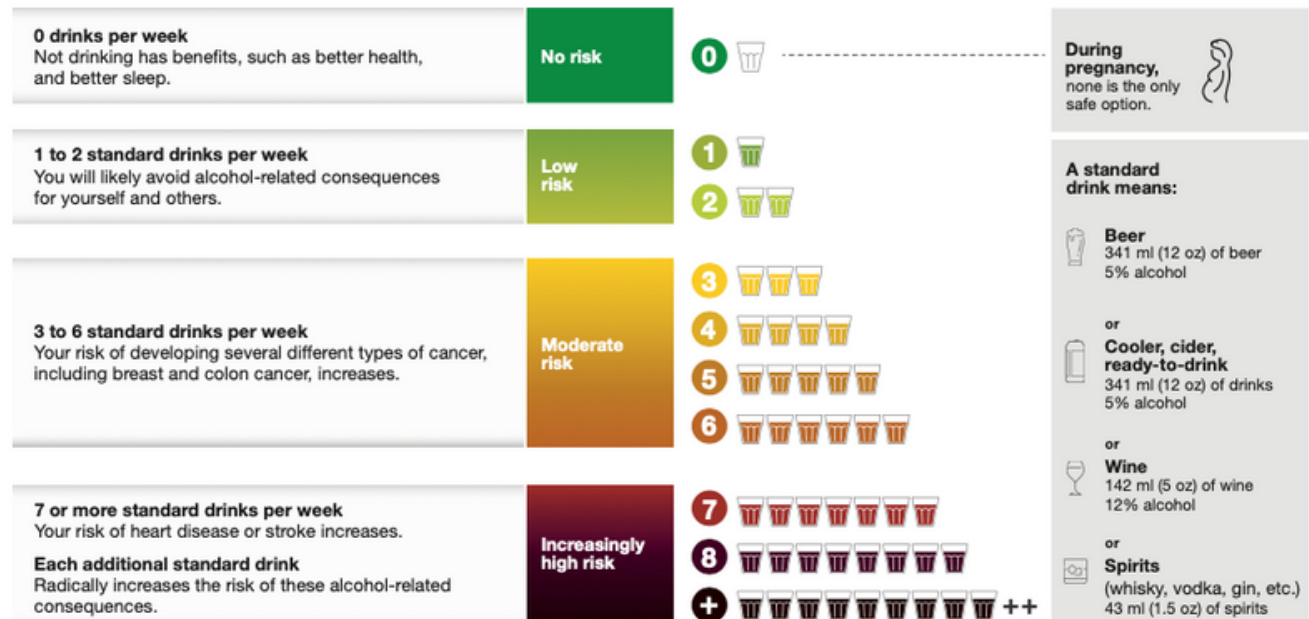 0 drinks per week
Not drinking has benefits, such as better health,
and better sleep.
No risk
0
During
pregnancy,
none is the only
safe option.
1 to 2 standard drinks per week
You will likely avoid alcohol-related consequences
for yourself and others.
Low
risk
1
2
3 to 6 standard drinks per week
Your risk of developing several different types of cancer,
including breast and colon cancer, increases.
Moderate
risk
3
4
5
6
7 or more standard drinks per week
Your risk of heart disease or stroke increases.
Each additional standard drink
Radically increases the risk of these alcohol-related
consequences.
Increasingly
high risk
7
8
+
++
A standard
drink means:
Beer
341 ml (12 oz) of beer
5% alcohol
or
Cooler, cider,
ready-to-drink
341 ml (12 oz) of drinks
5% alcohol
or
Wine
142 ml (5 oz) of wine
12% alcohol
or
Spirits
(whisky, vodka, gin, etc.)
43 ml (1.5 oz) of spirits